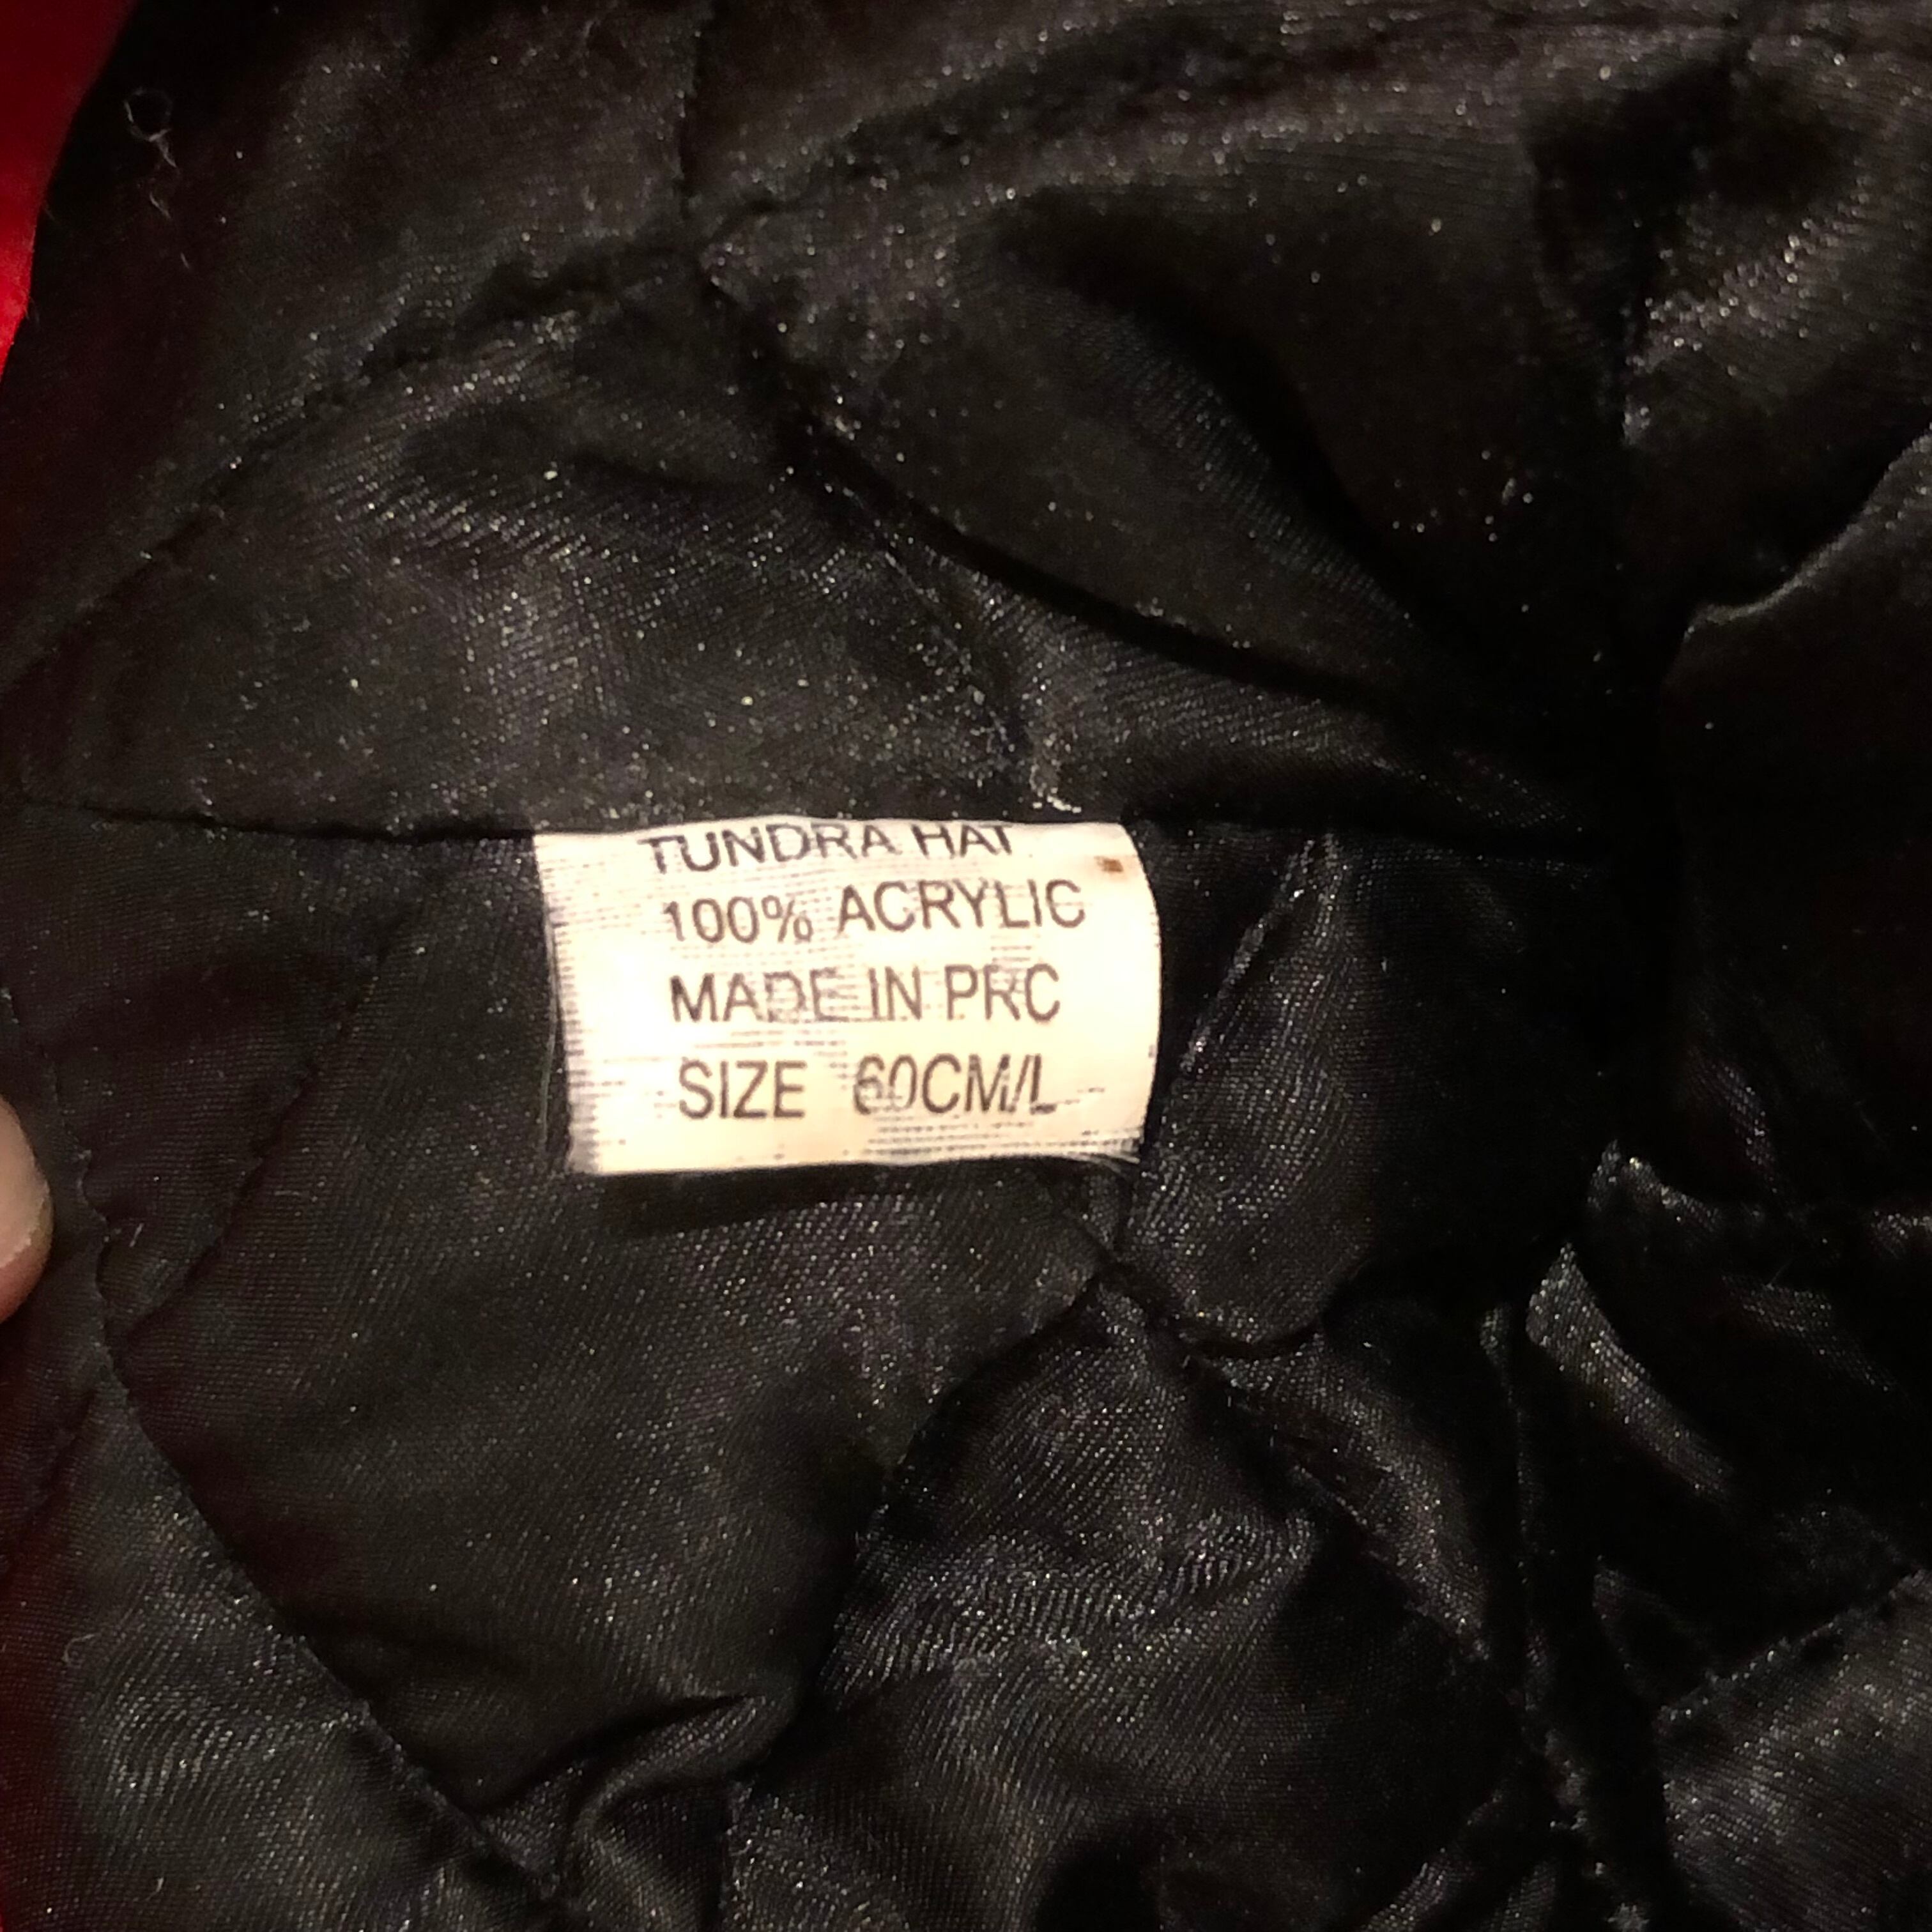 TUNDRA HAT
100% ACRYLIC
MADE IN PRC
SIZE 60CM/L